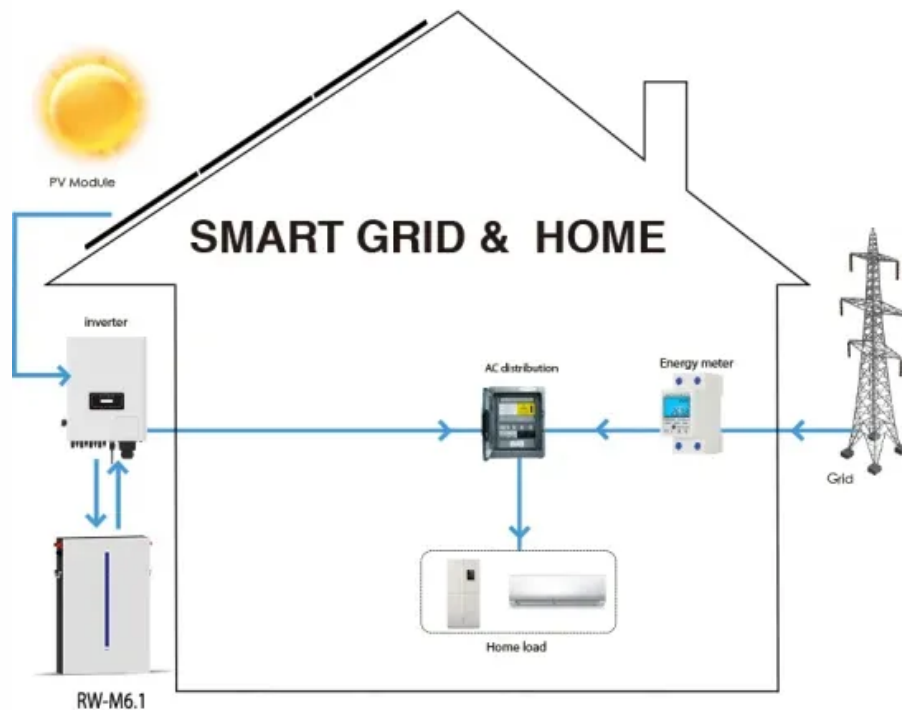 PV Module
SMART GRID & HOME
inverter
AC distribution
Energy meter
Grid
Home load
RW-M6.1